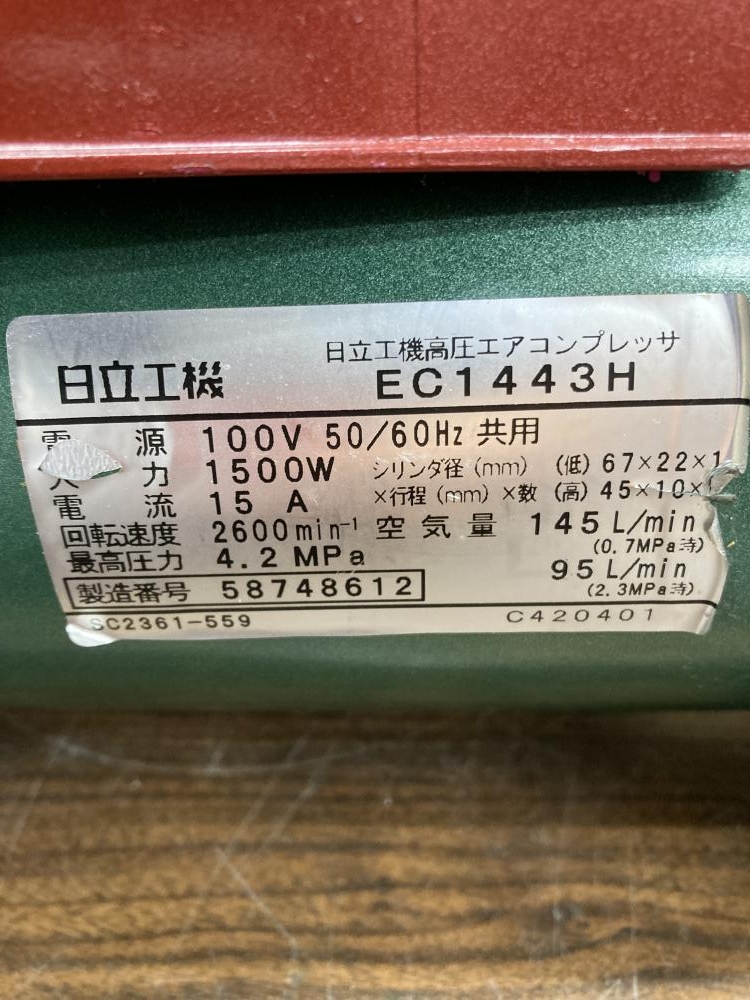 日立工機
日立工機高圧エアコンプレッサ
EC1443H
電源 100V 50/60Hz 共用
力 1500W
シリンダ径(mm) (低) 67×22×1
電流 15 A
×行程(mm)×数 (高) 45×10×
回転速度 2600min⁻¹
空気量 145 L/min
(0.7MPa時)
最高圧力 4.2 MPa
95 L/min
(2.3MPa時)
製造番号 58748612
SC2361-559
C420401